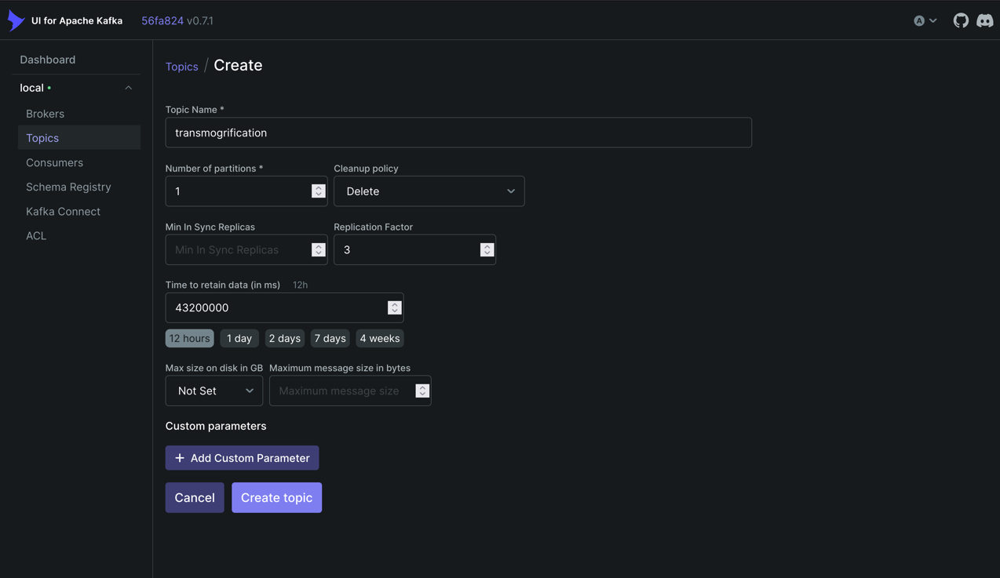 UI for Apache Kafka 56fa824 v0.7.1 A
Dashboard
local
Brokers
Topics
Consumers
Schema Registry
Kafka Connect
ACL
Topics / Create
Topic Name *
transmogrification
Number of partitions * Cleanup policy
1 Delete
Min In Sync Replicas Replication Factor
Min In Sync Replicas 3
Time to retain data (in ms) 12h
43200000
12 hours 1 day 2 days 7 days 4 weeks
Max size on disk in GB Maximum message size in bytes
Not Set Maximum message size
Custom parameters
+ Add Custom Parameter
Cancel Create topic